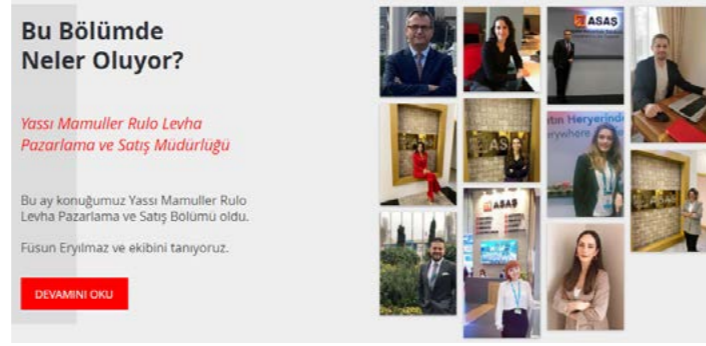 Bu Bölümde
Neler Oluyor?
Yassı Mamuller Rulo Levha
Pazarlama ve Satış Müdürlüğü
Bu ay konuğumuz Yassı Mamuller Rulo
Levha Pazarlama ve Satış Bölümü oldu.
Füsun Eryılmaz ve ekibini tanıyoruz.
DEVAMINI OKU
ASAŞ
ASAŞ